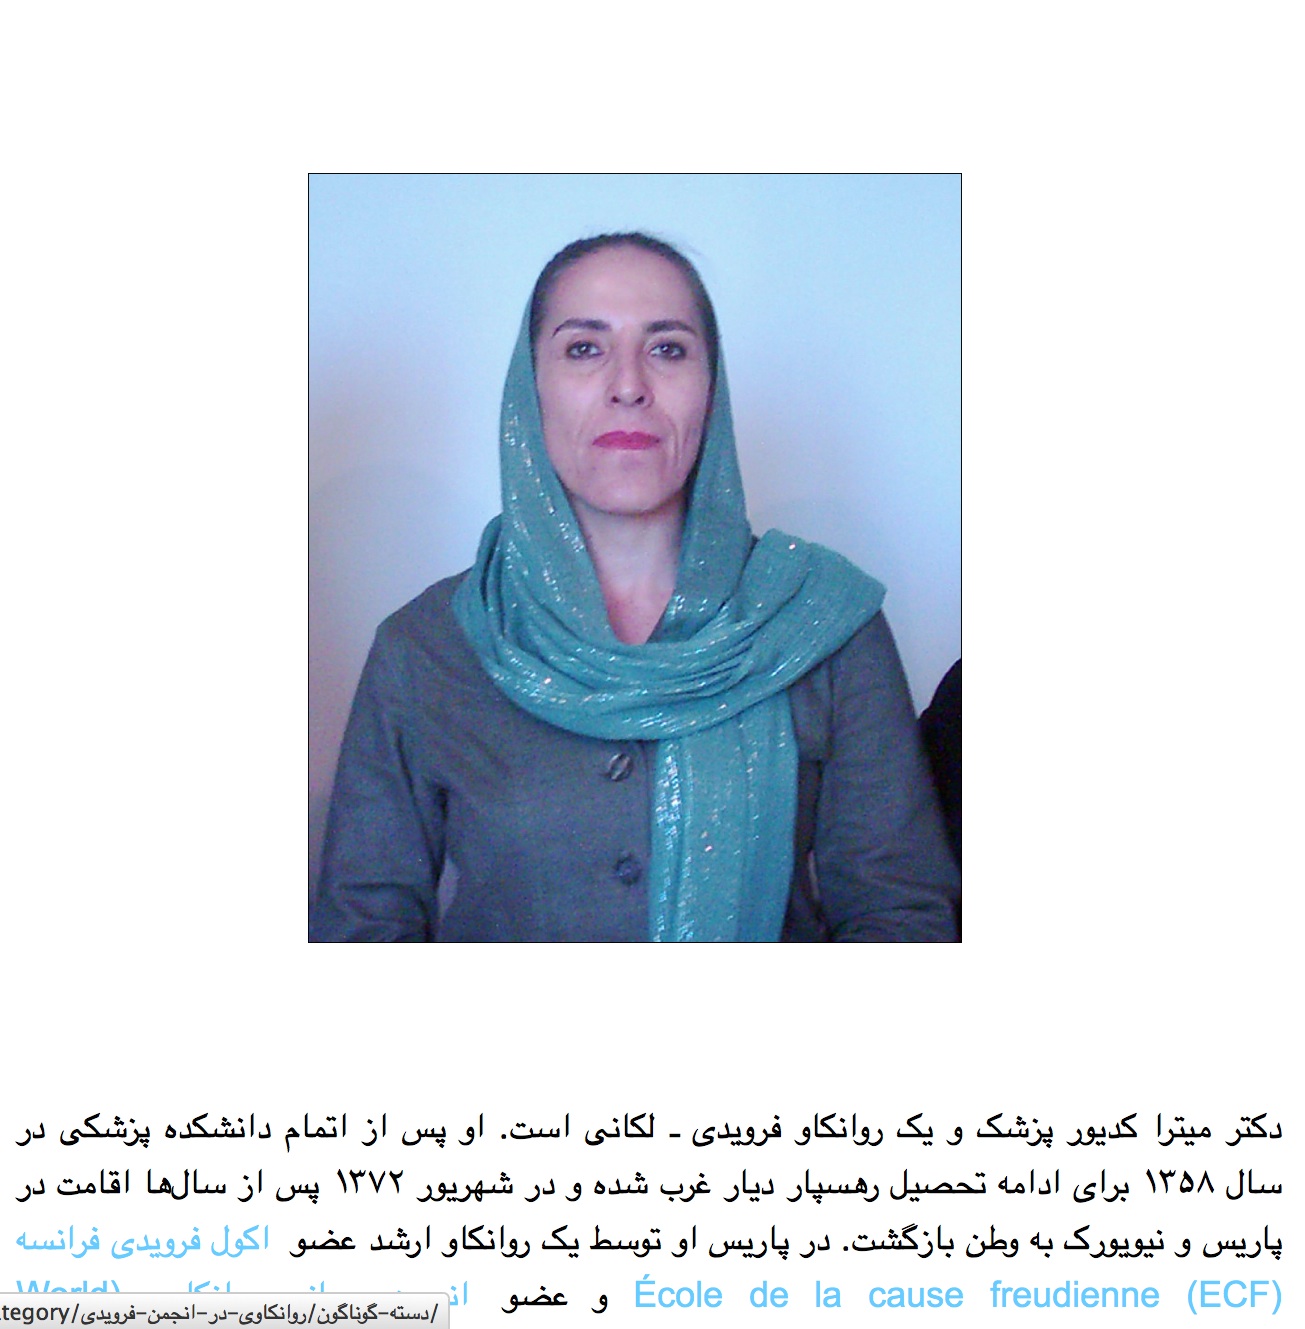 دکتر میترا کدیور پزشک و یک روانکاو فرویدی ـ لکانی است. او پس از اتمام دانشکده پزشکی در
سال ۱۳۵۸ برای ادامه تحصیل رهسپار دیار غرب شده و در شهریور ۱۳۷۲ پس از سال‌ها اقامت در
پاریس و نیویورک به وطن بازگشت. در پاریس او توسط یک روانکاو ارشد عضو اکول فرویدی فرانسه
École de la cause freudienne (ECF) و عضو (World
tegory/دسته-گوناگون/روانکاوی-در-انجمن-فرویدی/